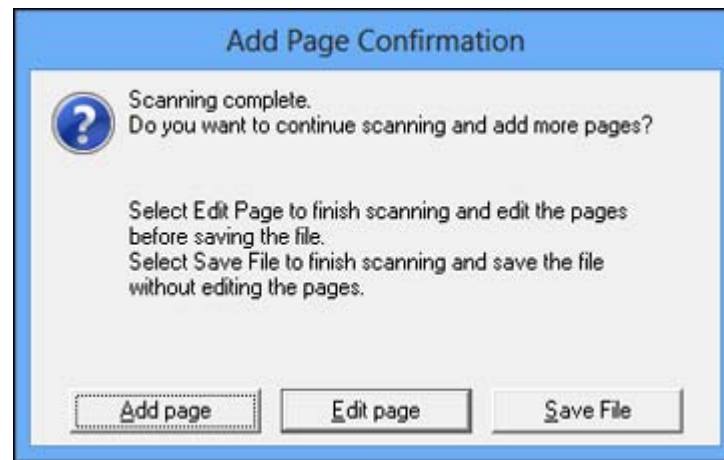 Add Page Confirmation
Scanning complete.
Do you want to continue scanning and add more pages?
Select Edit Page to finish scanning and edit the pages
before saving the file.
Select Save File to finish scanning and save the file
without editing the pages.
Add page
Edit page
Save File